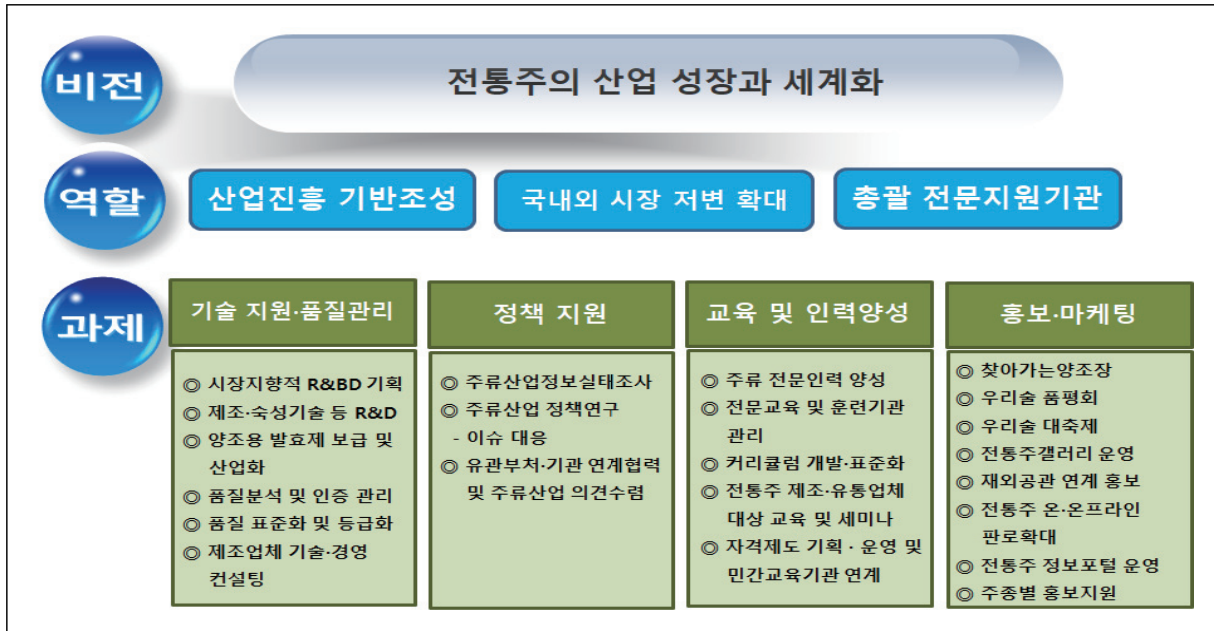 비전
전통주의 산업 성장과 세계화
역할
산업진흥 기반조성
국내외 시장 저변 확대
총괄 전문지원기관
과제
기술 지원·품질관리
◎ 시장지향적 R&BD 기획
◎ 제조·숙성기술 등 R&D
◎ 양조용 발효제 보급 및
산업화
◎ 품질분석 및 인증 관리
◎ 품질 표준화 및 등급화
◎ 제조업체 기술·경영
컨설팅
정책 지원
◎ 주류산업정보실태조사
◎ 주류산업 정책연구
- 이슈 대응
◎ 유관부처·기관 연계협력
및 주류산업 의견수렴
교육 및 인력양성
◎ 주류 전문인력 양성
◎ 전문교육 및 훈련기관
관리
◎ 커리큘럼 개발·표준화
◎ 전통주 제조·유통업체
대상 교육 및 세미나
◎ 자격제도 기획 · 운영 및
민간교육기관 연계
홍보·마케팅
◎ 찾아가는양조장
◎ 우리술 품평회
◎ 우리술 대축제
◎ 전통주갤러리 운영
◎ 재외공관 연계 홍보
◎ 전통주 온·온프라인
판로확대
◎ 전통주 정보포털 운영
◎ 주종별 홍보지원